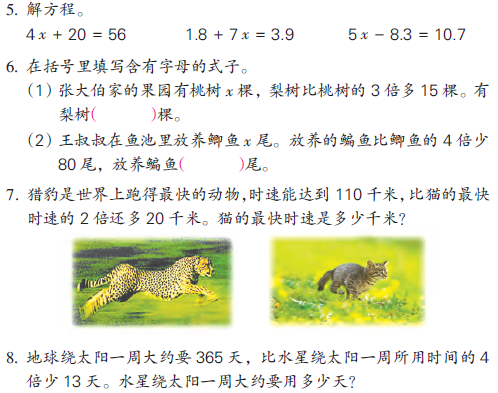 5. 解方程。
4x + 20 = 56 1.8 + 7x = 3.9 5x - 8.3 = 10.7
6. 在括号里填写含有字母的式子。
(1) 张大伯家的果园有桃树 x 棵，梨树比桃树的 3 倍多 15 棵。有
梨树( )棵。
(2) 王叔叔在鱼池里放养鲫鱼 x 尾。放养的鳊鱼比鲫鱼的 4 倍少
80 尾，放养鳊鱼( )尾。
7. 猎豹是世界上跑得最快的动物，时速能达到 110 千米，比猫的最快
时速的 2 倍还多 20 千米。猫的最快时速是多少千米？
8. 地球绕太阳一周大约要 365 天，比水星绕太阳一周所用时间的 4
倍少 13 天。水星绕太阳一周大约要用多少天？